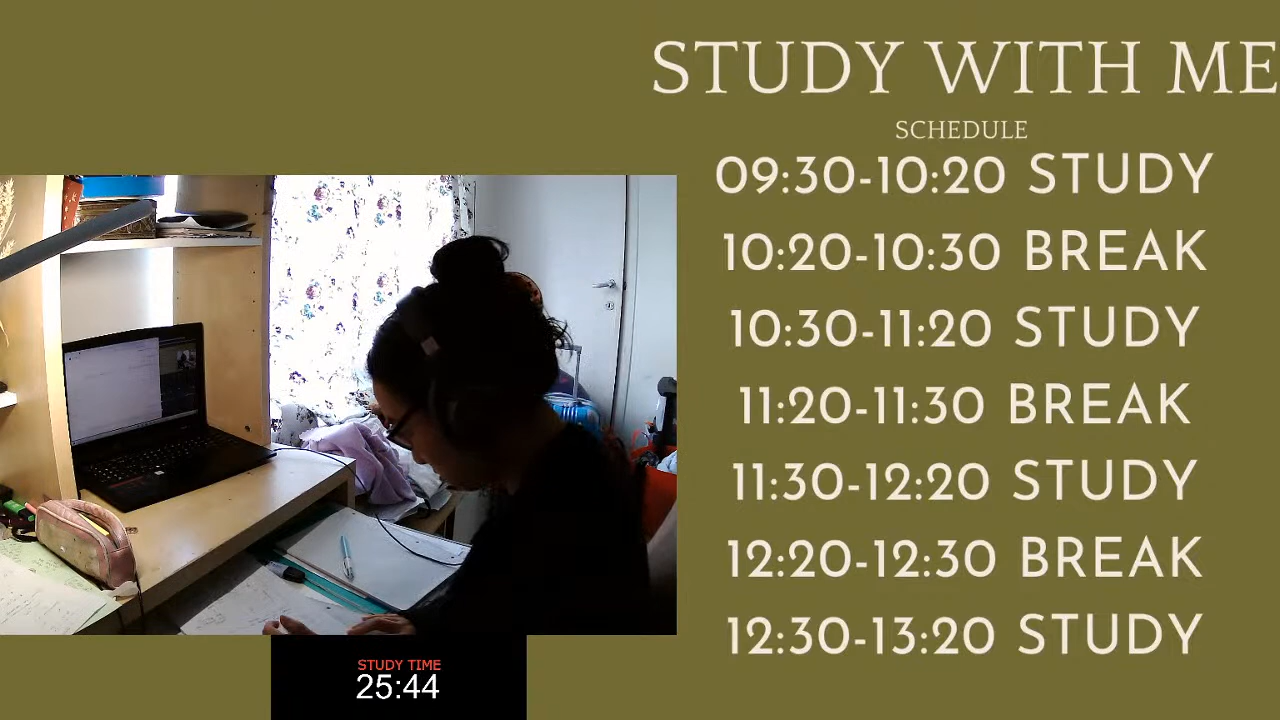 STUDY WITH ME
SCHEDULE
09:30-10:20 STUDY
10:20-10:30 BREAK
10:30-11:20 STUDY
11:20-11:30 BREAK
11:30-12:20 STUDY
12:20-12:30 BREAK
12:30-13:20 STUDY
STUDY TIME
25:44